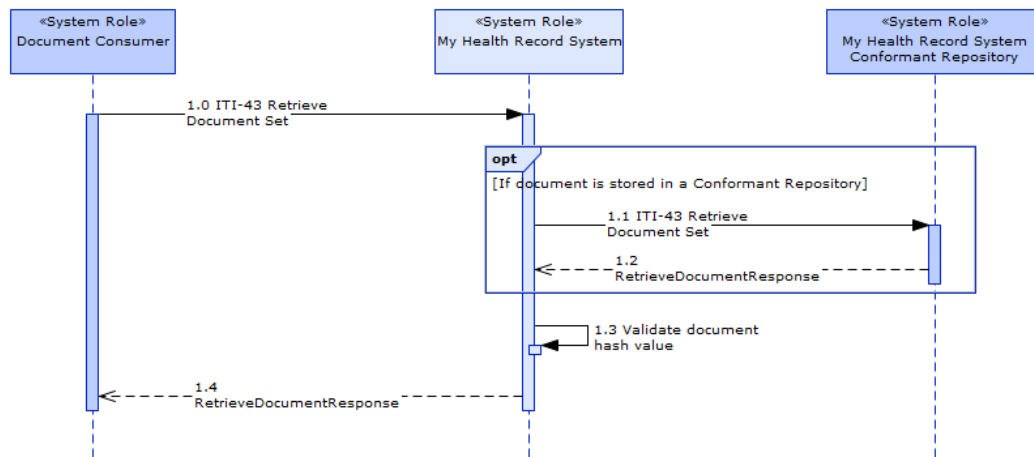 «System Role»
Document Consumer
«System Role»
My Health Record System
«System Role»
My Health Record System
Conformant Repository
1.0 ITI-43 Retrieve
Document Set
opt
[If document is stored in a Conformant Repository]
1.1 ITI-43 Retrieve
Document Set
1.2
RetrieveDocumentResponse
1.3 Validate document
hash value
1.4
RetrieveDocumentResponse